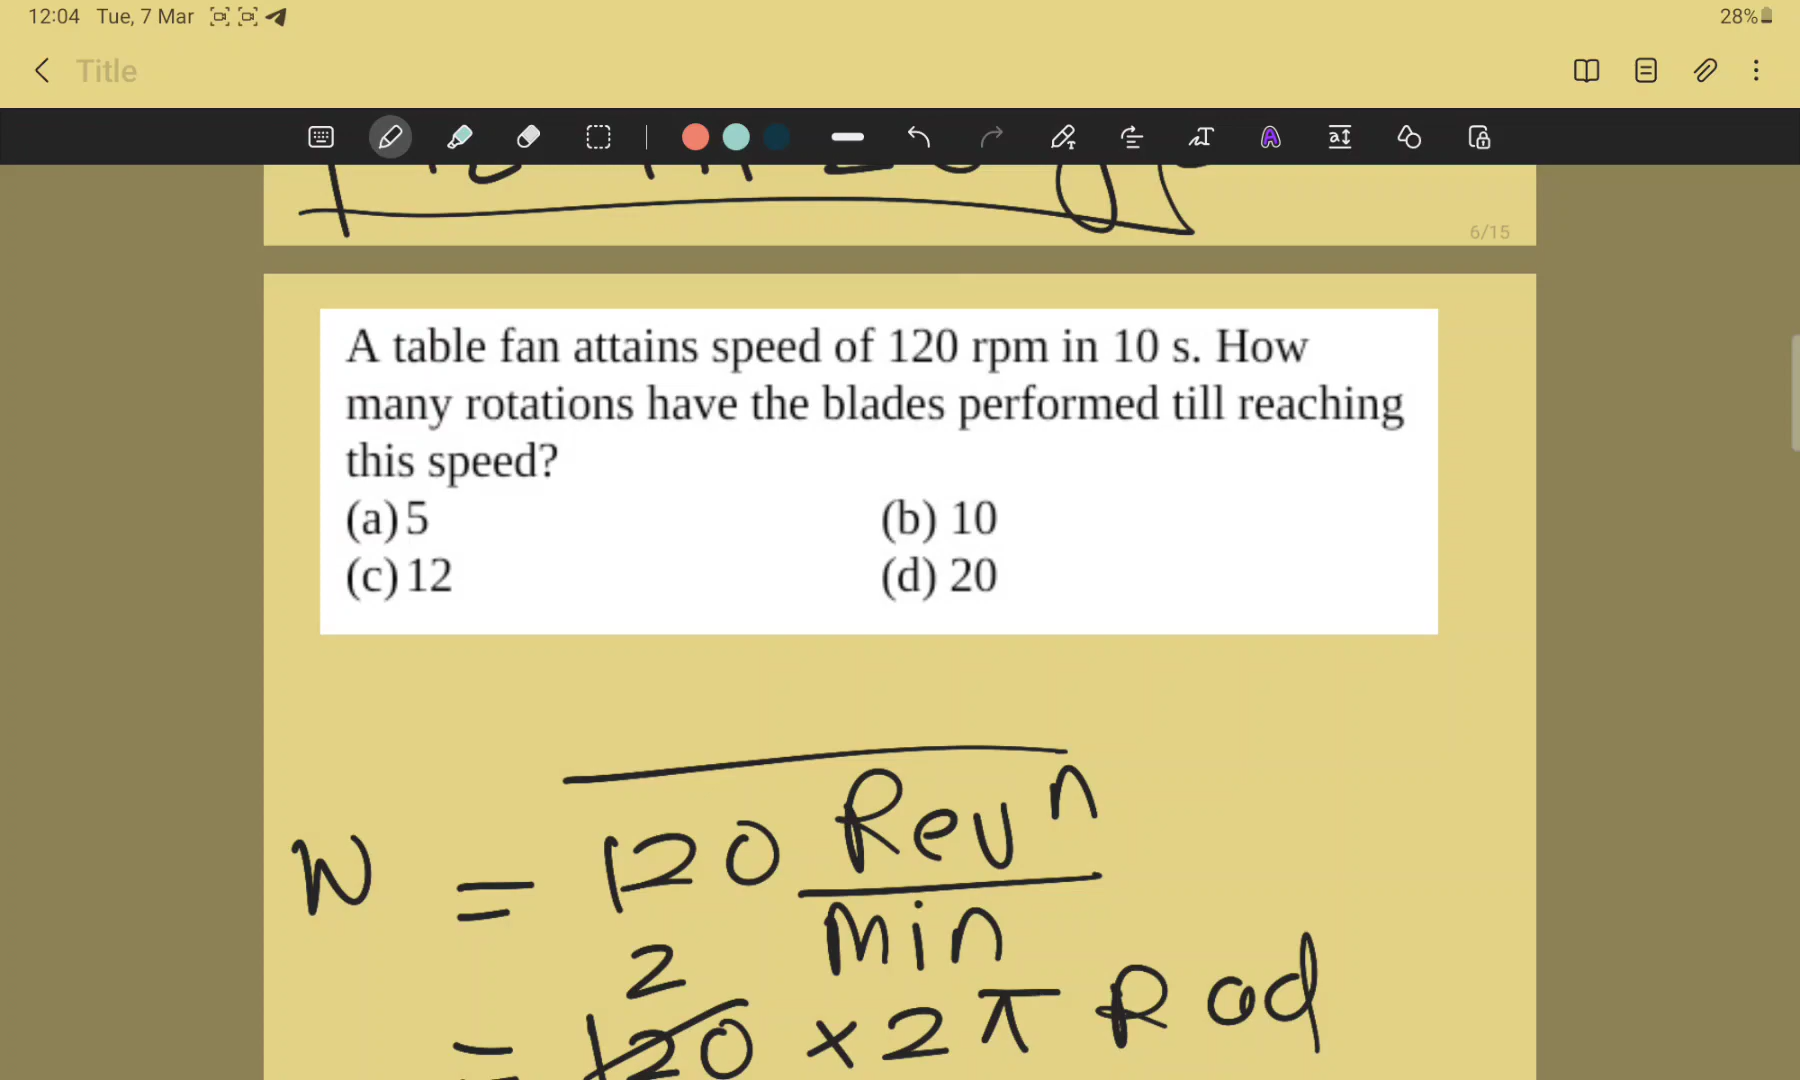 12:04 Tue, 7 Mar
28%
Title
6/15
A table fan attains speed of 120 rpm in 10 s. How
many rotations have the blades performed till reaching
this speed?
(a) 5 (b) 10
(c) 12 (d) 20
W = 120 Revn
Min
2
= 120 × 2 π Rad